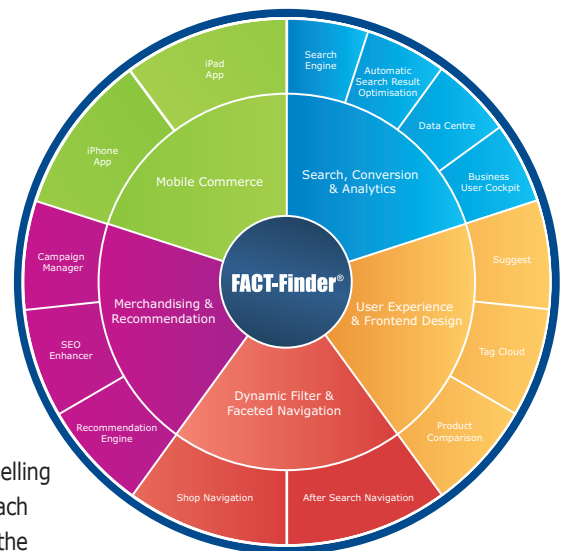 iPad
App
Search
Engine
Automatic
Search Result
Optimisation
Data Centre
iPhone
App
Mobile Commerce
Search, Conversion
& Analytics
Business
User Cockpit
Campaign
Manager
FACT-Finder®
Suggest
Merchandising &
Recommendation
User Experience
& Frontend Design
SEO
Enhancer
Tag Cloud
Dynamic Filter &
Faceted Navigation
Recommendation
Engine
Product
Comparison
Shop Navigation
After Search Navigation
elling
ach
the